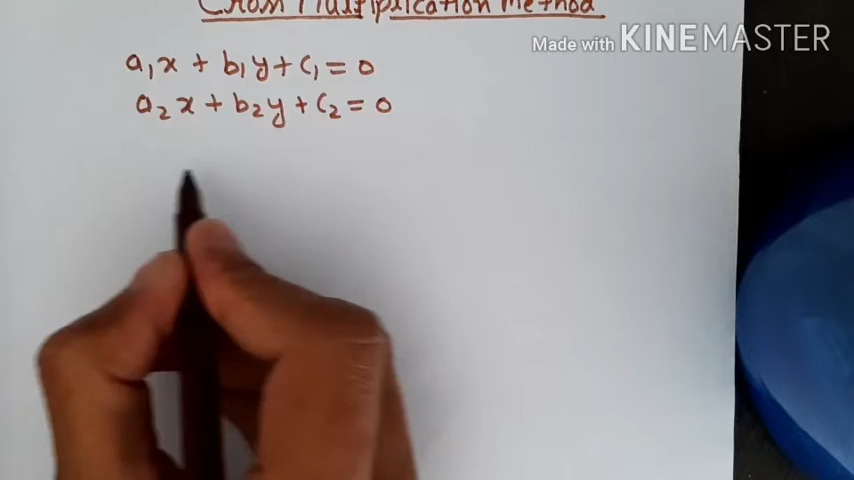 Cross Multiplication Method
Made with KINEMASTER
a₁x + b₁y + c₁ = 0
a₂x + b₂y + c₂ = 0